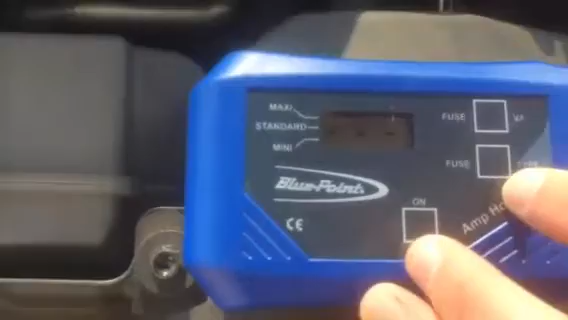 MAXI
STANDARD
MINI
FUSE
FUSE
Blue-Point
ON
CE
Amp